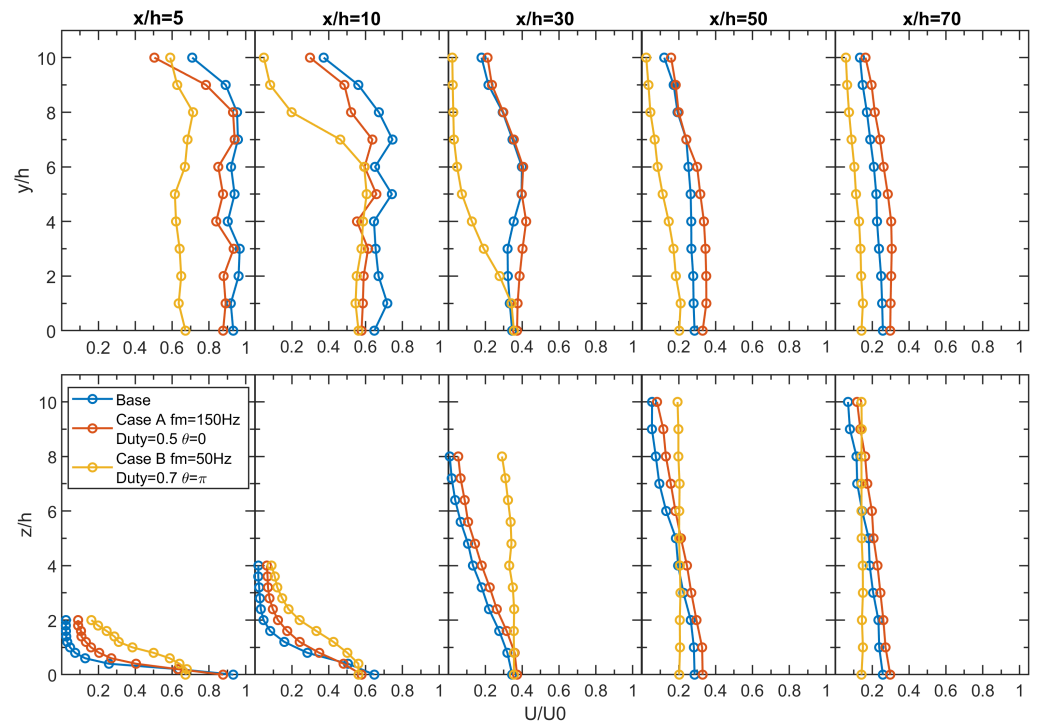 x/h=5 x/h=10 x/h=30 x/h=50 x/h=70
10
8
6
4
2
0
y/h
0.2 0.4 0.6 0.8 1 0.2 0.4 0.6 0.8 1 0.2 0.4 0.6 0.8 1 0.2 0.4 0.6 0.8 1 0.2 0.4 0.6 0.8 1
10
8
6
4
2
0
z/h
Base
Case A fm=150Hz
Duty=0.5 θ=0
Case B fm=50Hz
Duty=0.7 θ=π
0.2 0.4 0.6 0.8 1 0.2 0.4 0.6 0.8 1 0.2 0.4 0.6 0.8 1 0.2 0.4 0.6 0.8 1 0.2 0.4 0.6 0.8 1
U/U0